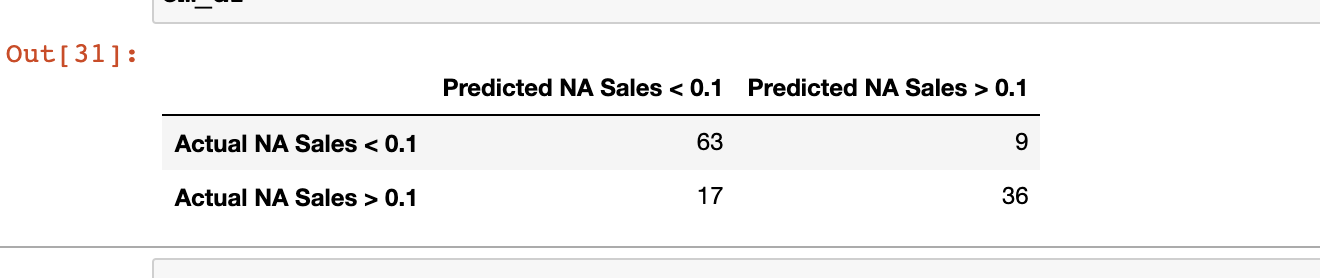 Out[31]:
Predicted NA Sales < 0.1 Predicted NA Sales > 0.1
Actual NA Sales < 0.1 63 9
Actual NA Sales > 0.1 17 36